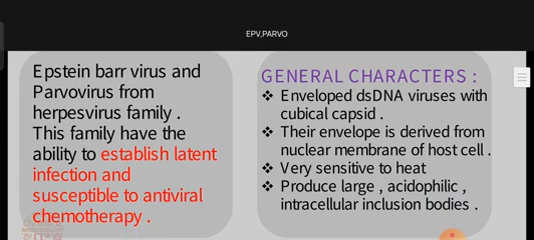 EPV,PARVO
Epstein barr virus and
Parvovirus from
herpesvirus family .
This family have the
ability to establish latent
infection and
susceptible to antiviral
chemotherapy .
GENERAL CHARACTERS :
❖ Enveloped dsDNA viruses with
cubical capsid .
❖ Their envelope is derived from
nuclear membrane of host cell .
❖ Very sensitive to heat
❖ Produce large , acidophilic ,
intracellular inclusion bodies .